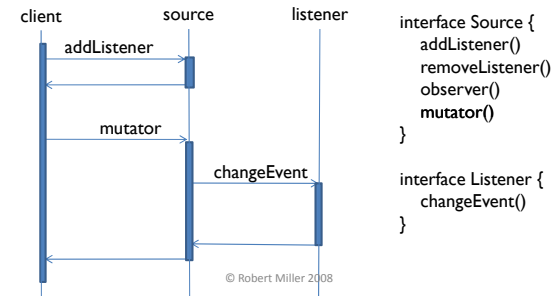 client
source
listener
addListener
mutator
changeEvent
© Robert Miller 2008
interface Source {
addListener()
removeListener()
observer()
mutator()
}
interface Listener {
changeEvent()
}